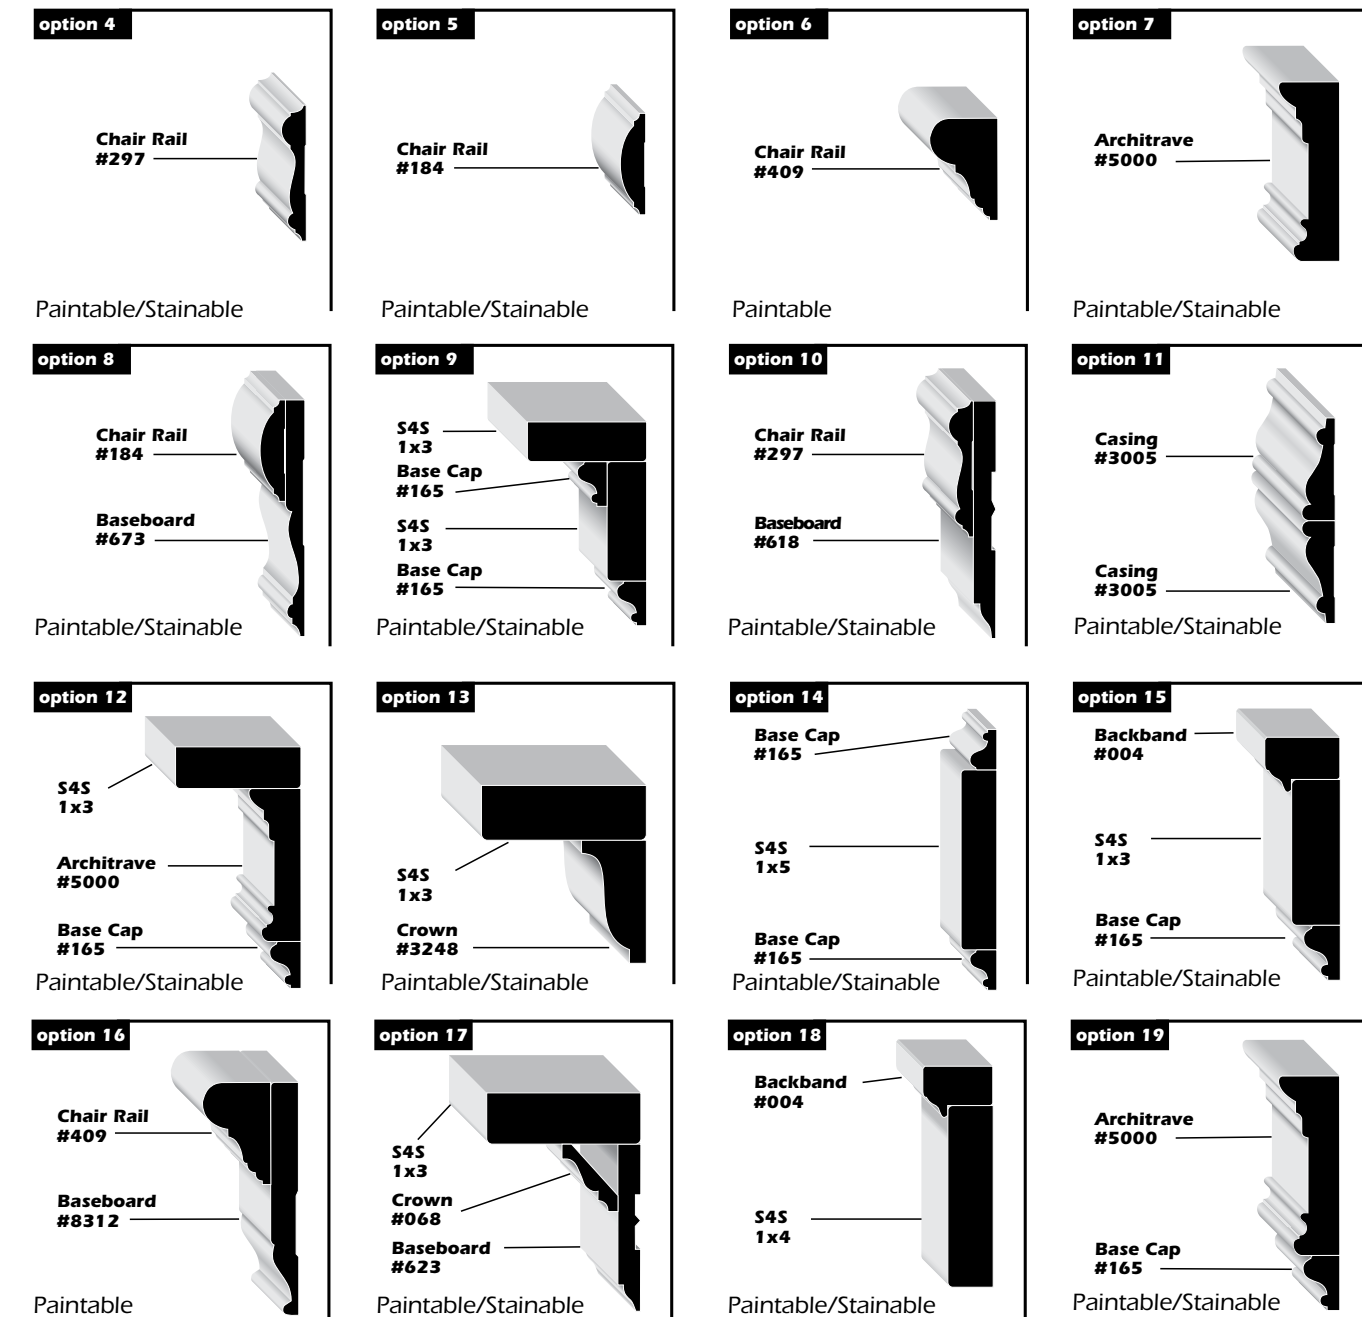 option 4
Chair Rail
#297
Paintable/Stainable
option 5
Chair Rail
#184
Paintable/Stainable
option 6
Chair Rail
#409
Paintable
option 7
Architrave
#5000
Paintable/Stainable
option 8
Chair Rail
#184
Baseboard
#673
Paintable/Stainable
option 9
S4S
1x3
Base Cap
#165
S4S
1x3
Base Cap
#165
Paintable/Stainable
option 10
Chair Rail
#297
Baseboard
#618
Paintable/Stainable
option 11
Casing
#3005
Casing
#3005
Paintable/Stainable
option 12
S4S
1x3
Architrave
#5000
Base Cap
#165
Paintable/Stainable
option 13
S4S
1x3
Crown
#3248
Paintable/Stainable
option 14
Base Cap
#165
S4S
1x5
Base Cap
#165
Paintable/Stainable
option 15
Backband
#004
S4S
1x3
Base Cap
#165
Paintable/Stainable
option 16
Chair Rail
#409
Baseboard
#8312
Paintable
option 17
S4S
1x3
Crown
#068
Baseboard
#623
Paintable/Stainable
option 18
Backband
#004
S4S
1x4
Paintable/Stainable
option 19
Architrave
#5000
Base Cap
#165
Paintable/Stainable